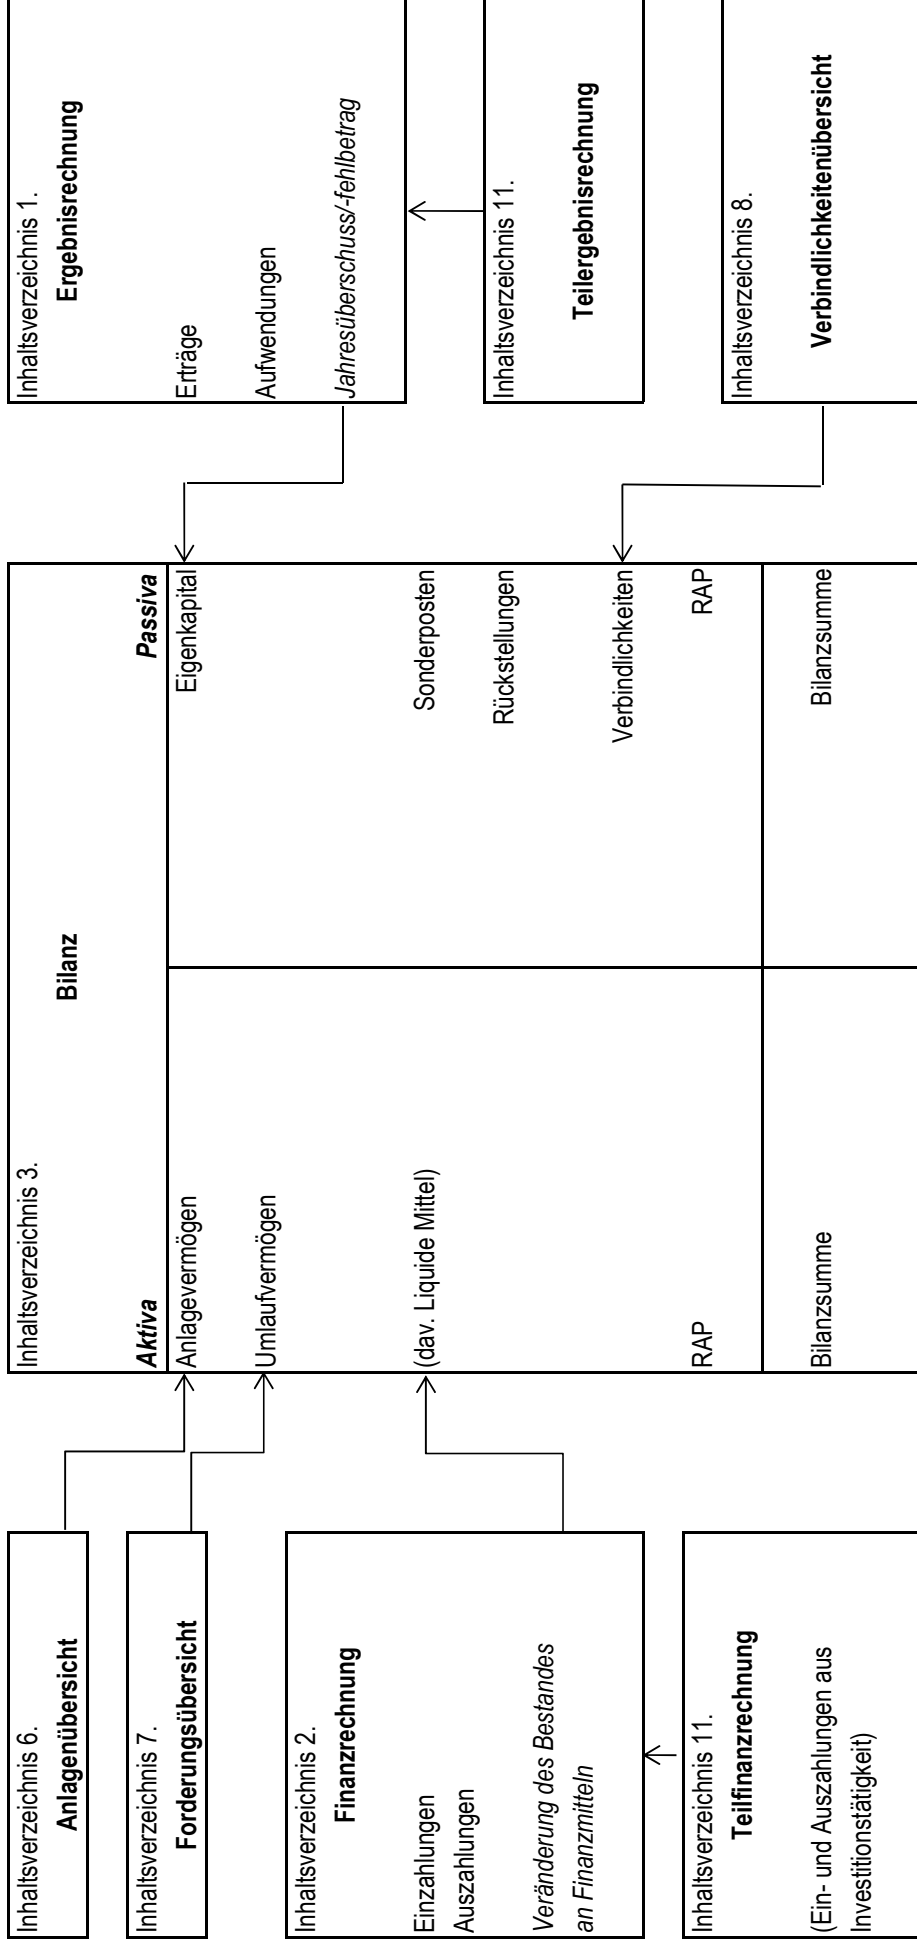 Inhaltsverzeichnis 6.
Anlagenübersicht
Inhaltsverzeichnis 7.
Forderungsübersicht
Inhaltsverzeichnis 2.
Finanzrechnung
Einzahlungen
Auszahlungen
Veränderung des Bestandes
an Finanzmitteln
Inhaltsverzeichnis 11.
Teilfinanzrechnung
(Ein- und Auszahlungen aus
Investitionstätigkeit)
Inhaltsverzeichnis 3.
Bilanz
Aktiva Passiva
Anlagevermögen Eigenkapital
Umlaufvermögen
(dav. Liquide Mittel) Sonderposten
Rückstellungen
Verbindlichkeiten
RAP RAP
Bilanzsumme Bilanzsumme
Inhaltsverzeichnis 1.
Ergebnisrechnung
Erträge
Aufwendungen
Jahresüberschuss/-fehlbetrag
Inhaltsverzeichnis 11.
Teilergebnisrechnung
Inhaltsverzeichnis 8.
Verbindlichkeitenübersicht